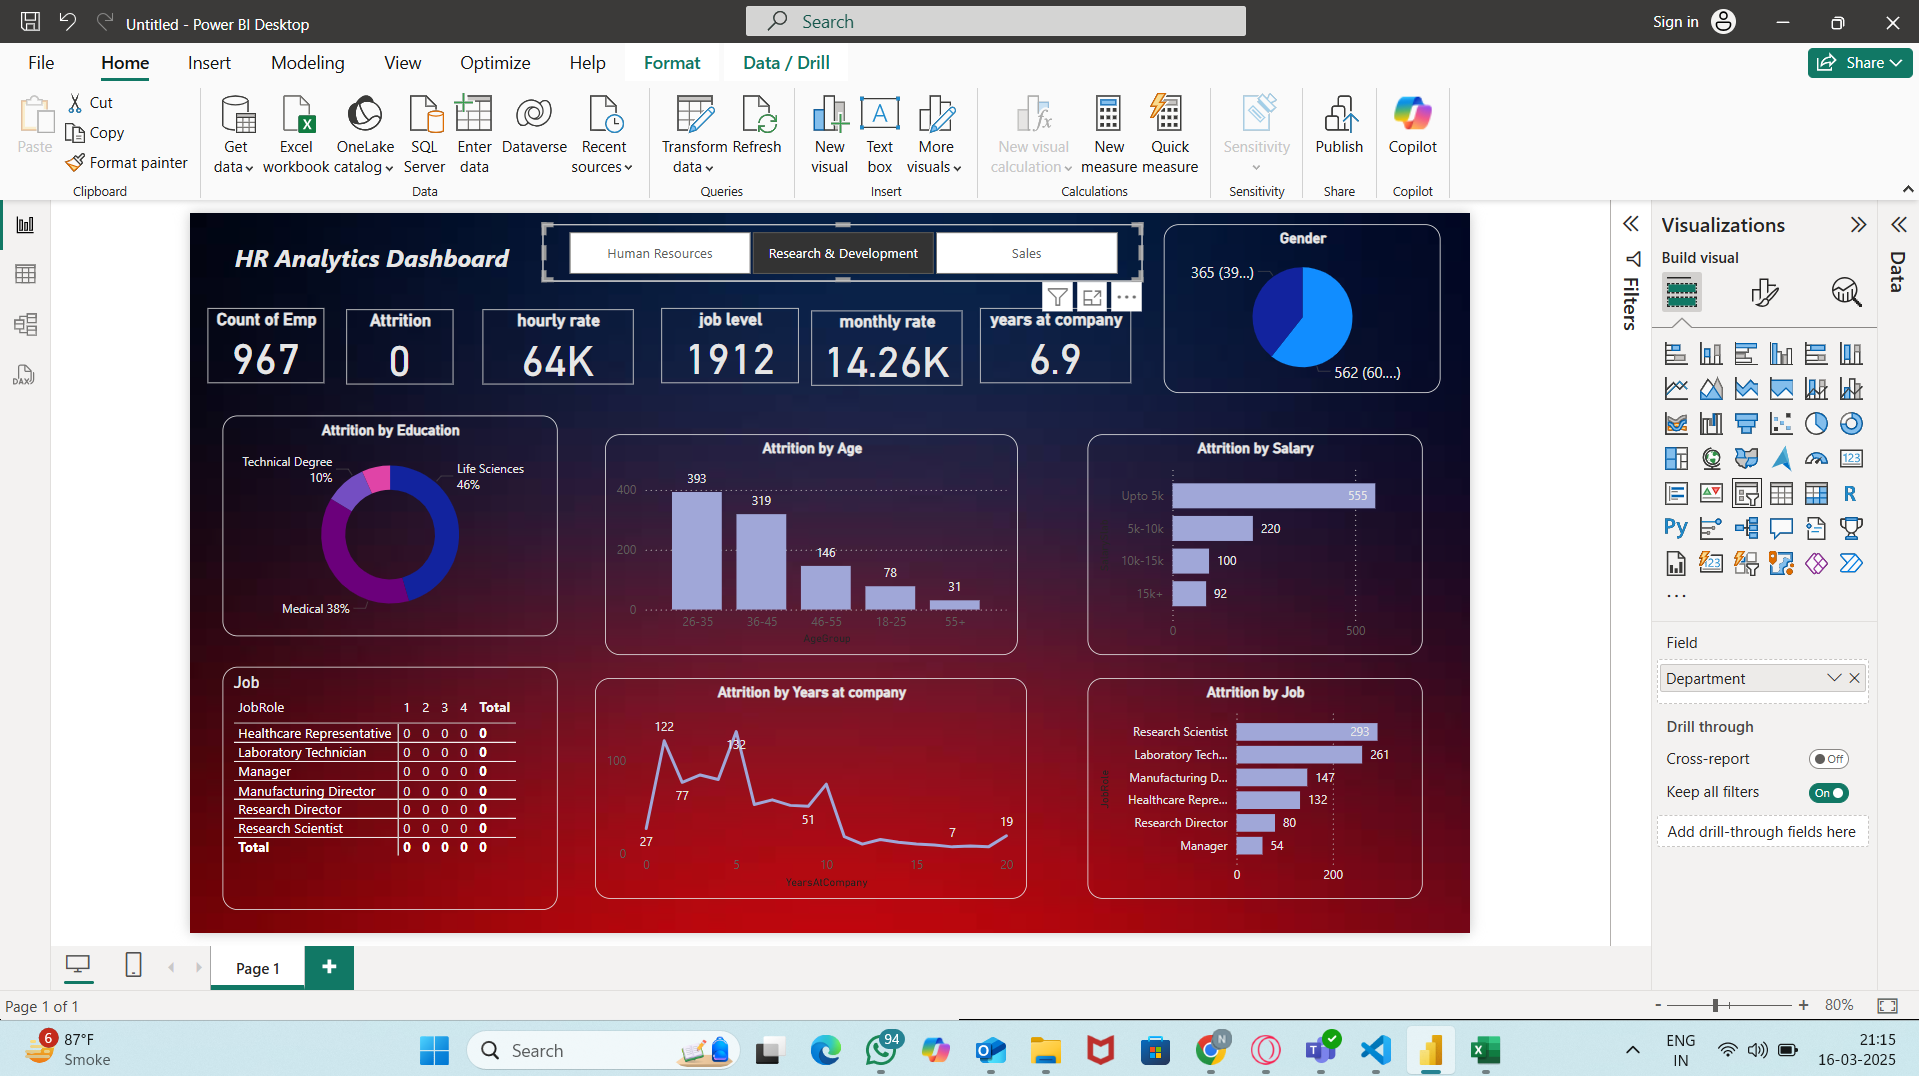 Untitled - Power BI Desktop
Search
Sign in
File Home Insert Modeling View Optimize Help Format Data / Drill
Share
Paste
Cut
Copy
Format painter
Clipboard
Get data
Excel workbook
OneLake catalog
SQL Server
Enter data
Dataverse
Recent sources
Data
Transform data
Refresh
Queries
New visual
Text box
More visuals
Insert
New visual calculation
New measure
Quick measure
Calculations
Sensitivity
Sensitivity
Publish
Share
Copilot
Copilot
HR Analytics Dashboard
Human Resources
Research & Development
Sales
Count of Emp
967
Attrition
0
hourly rate
64K
job level
1912
monthly rate
14.26K
years at company
6.9
Gender
365 (39...)
562 (60....)
Attrition by Education
Technical Degree
10%
Life Sciences
46%
Medical 38%
Attrition by Age
400
200
0
393
319
146
78
31
26-35 36-45 46-55 18-25 55+
AgeGroup
Attrition by Salary
Upto 5k 555
5k-10k 220
10k-15k 100
15k+ 92
0 500
Job
JobRole 1 2 3 4 Total
Healthcare Representative 0 0 0 0 0
Laboratory Technician 0 0 0 0 0
Manager 0 0 0 0 0
Manufacturing Director 0 0 0 0 0
Research Director 0 0 0 0 0
Research Scientist 0 0 0 0 0
Total 0 0 0 0 0
Attrition by Years at company
100
0
27
122
77
132
51
7
19
0 5 10 15 20
YearsAtCompany
Attrition by Job
JobRole
Research Scientist 293
Laboratory Tech... 261
Manufacturing D... 147
Healthcare Repre... 132
Research Director 80
Manager 54
0 200
Filters
Visualizations
Build visual
123
R
Py
123
...
Field
Department
Drill through
Cross-report Off
Keep all filters On
Add drill-through fields here
Data
DAX
Page 1
Page 1 of 1
- + 80%
6
87°F
Smoke
Search
94
N
ENG
IN
21:15
16-03-2025